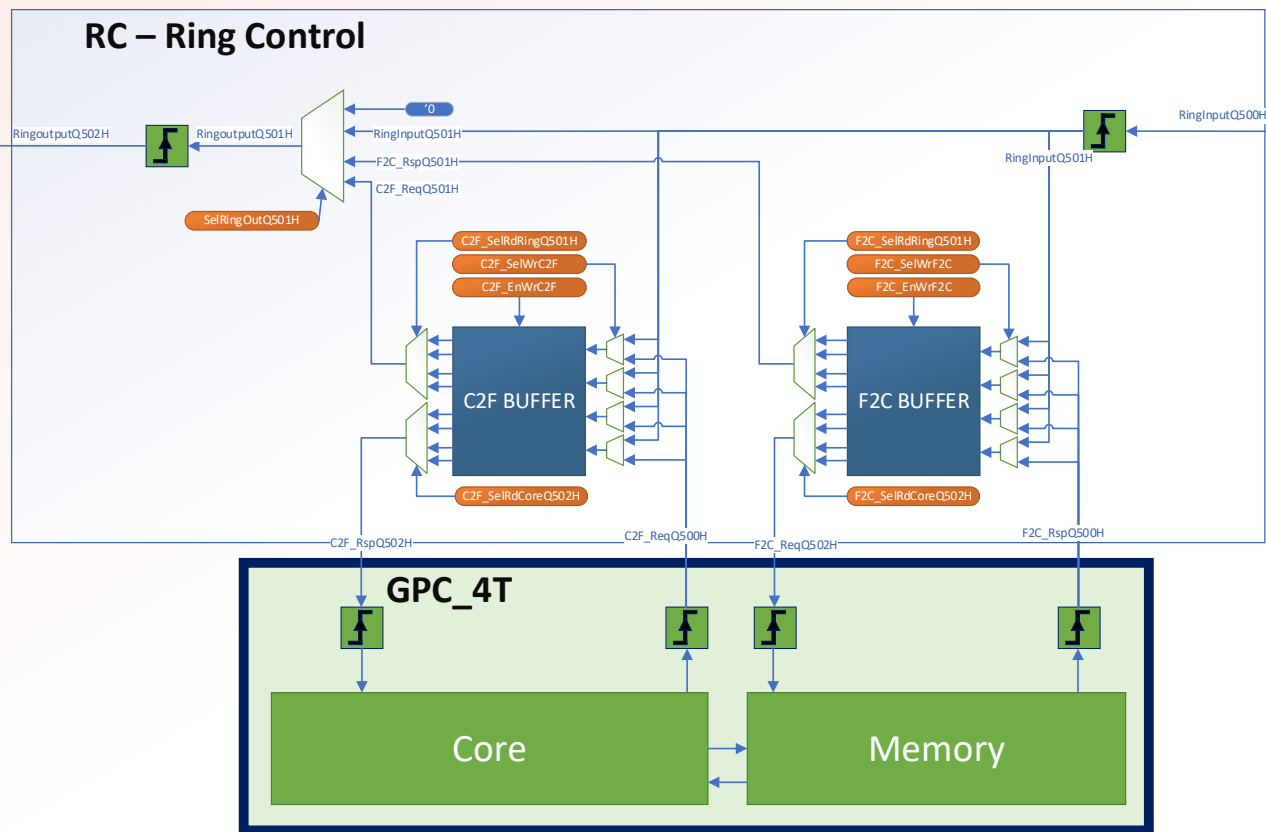 RC – Ring Control
'0
RingInputQ500H
RingoutputQ502H
RingoutputQ501H
RingInputQ501H
F2C_RspQ501H
RingInputQ501H
C2F_ReqQ501H
SelRingOutQ501H
C2F_SelRdRingQ501H
F2C_SelRdRingQ501H
C2F_SelWrC2F
F2C_SelWrF2C
C2F_EnWrC2F
F2C_EnWrF2C
C2F BUFFER
F2C BUFFER
C2F_SelRdCoreQ502H
F2C_SelRdCoreQ502H
C2F_RspQ502H
C2F_ReqQ500H
F2C_ReqQ502H
F2C_RspQ500H
GPC_4T
Core
Memory